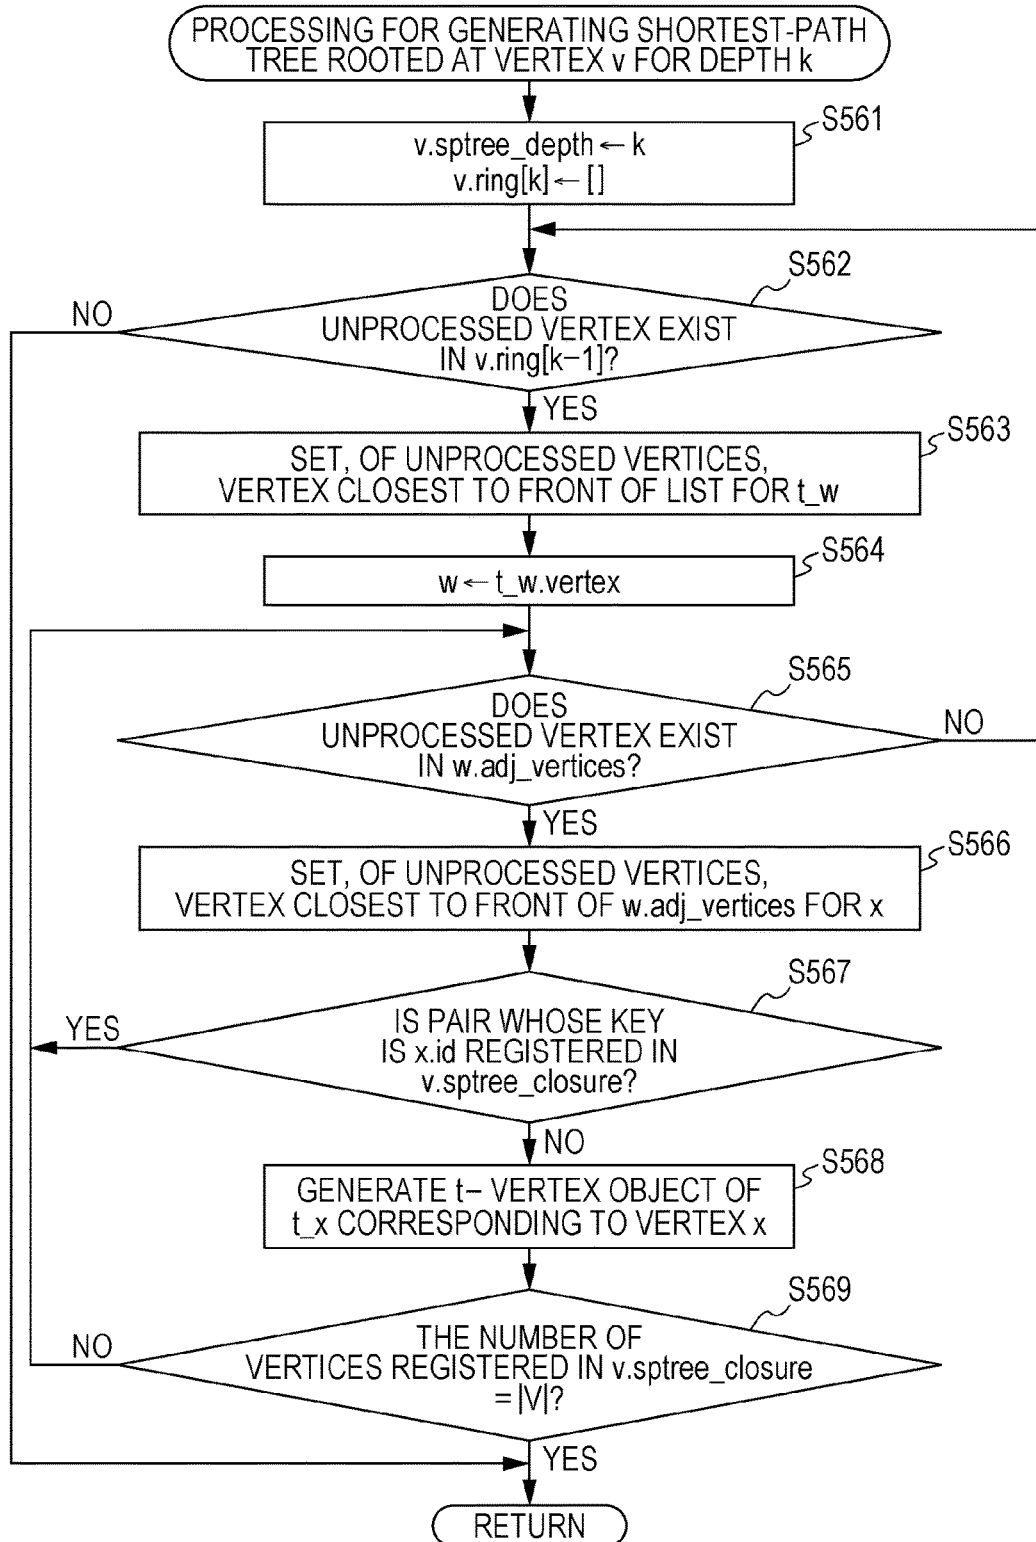 PROCESSING FOR GENERATING SHORTEST-PATH
TREE ROOTED AT VERTEX v FOR DEPTH k
S561
v.sptree_depth ← k
v.ring[k] ← [ ]
S562
NO
DOES
UNPROCESSED VERTEX EXIST
IN v.ring[k−1]?
YES
S563
SET, OF UNPROCESSED VERTICES,
VERTEX CLOSEST TO FRONT OF LIST FOR t_w
S564
w ← t_w.vertex
S565
DOES
UNPROCESSED VERTEX EXIST
IN w.adj_vertices?
NO
YES
S566
SET, OF UNPROCESSED VERTICES,
VERTEX CLOSEST TO FRONT OF w.adj_vertices FOR x
S567
YES
IS PAIR WHOSE KEY
IS x.id REGISTERED IN
v.sptree_closure?
NO
S568
GENERATE t− VERTEX OBJECT OF
t_x CORRESPONDING TO VERTEX x
S569
NO
THE NUMBER OF
VERTICES REGISTERED IN v.sptree_closure
= |V|?
YES
RETURN